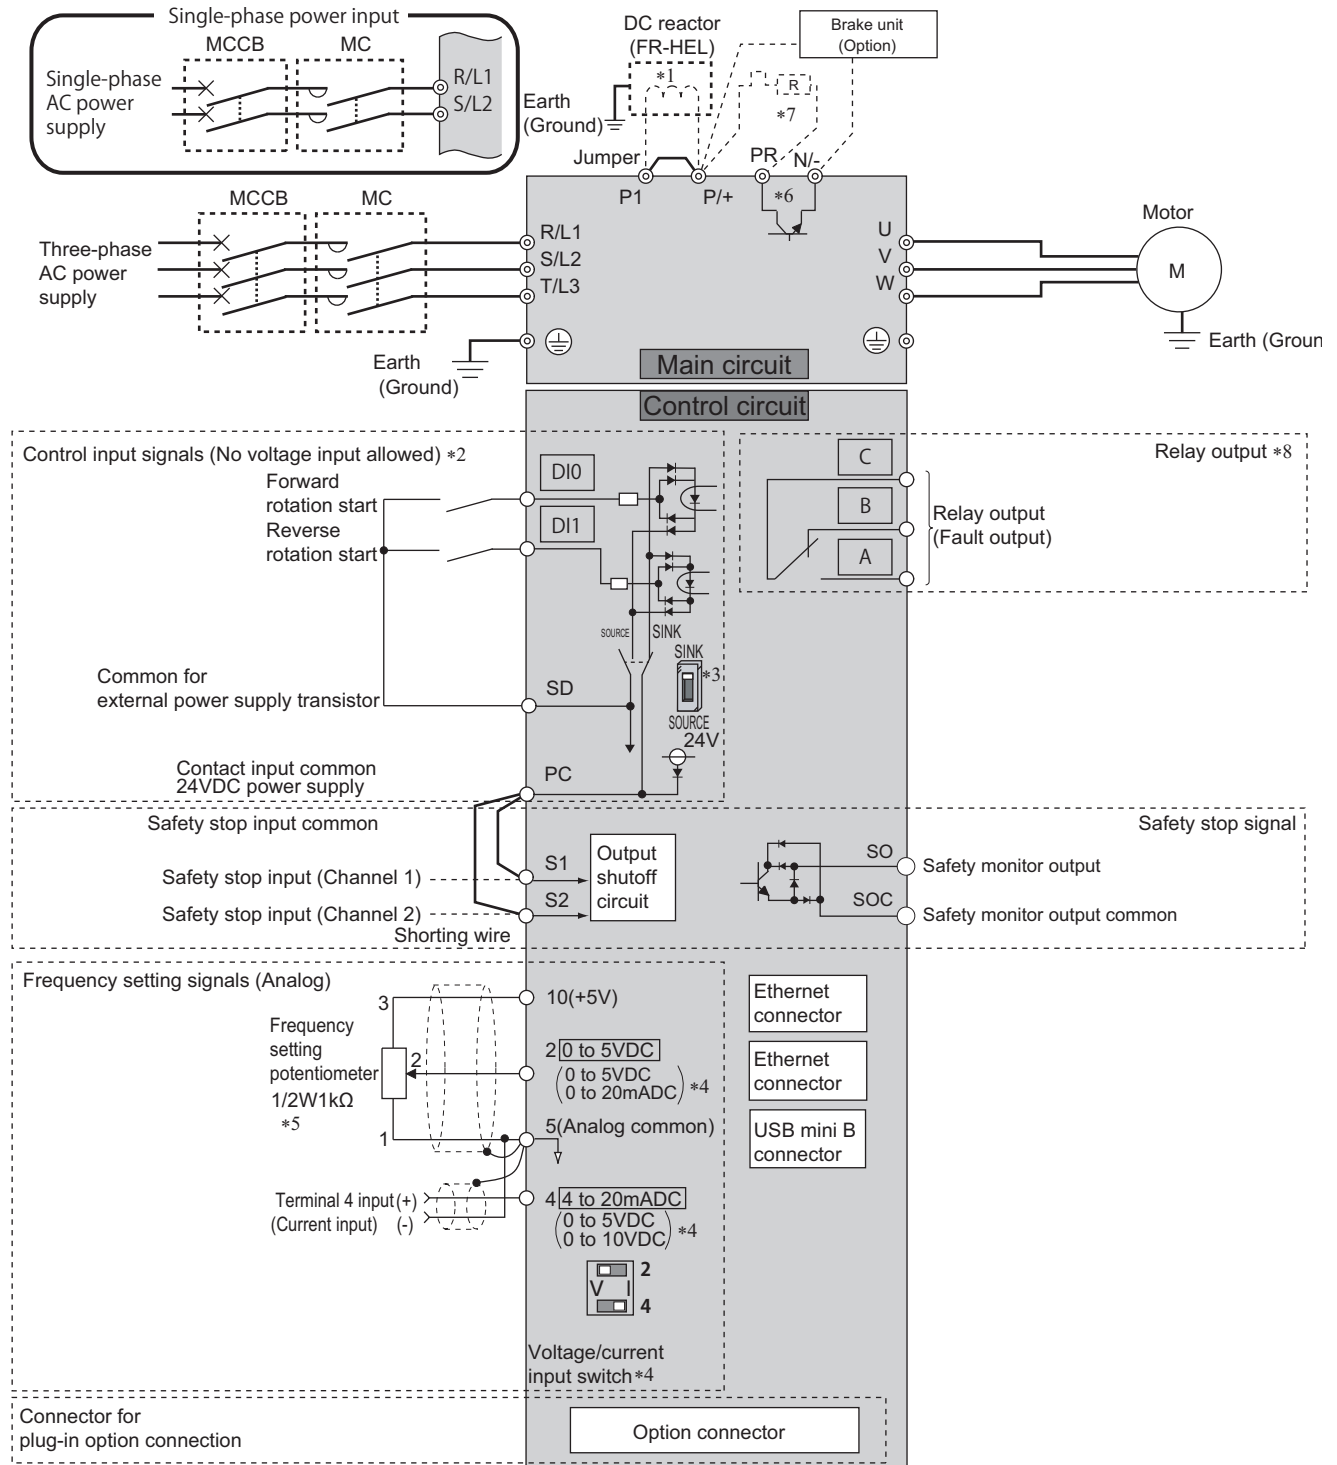 Single-phase power input
MCCB
MC
Single-phase
AC power
supply
R/L1
S/L2
DC reactor
(FR-HEL)
*1
Earth
(Ground)
Brake unit
(Option)
R
*7
Jumper
P1
P/+
PR
N/-
*6
MCCB
MC
Three-phase
AC power
supply
R/L1
S/L2
T/L3
U
V
W
Motor
M
Earth (Groun
Earth
(Ground)
Main circuit
Control circuit
Control input signals (No voltage input allowed) *2
Forward
rotation start
Reverse
rotation start
DI0
DI1
SOURCE
SINK
SINK
*3
SOURCE
24V
Common for
external power supply transistor
SD
Contact input common
24VDC power supply
PC
Relay output *8
C
B
A
Relay output
(Fault output)
Safety stop input common
Safety stop signal
Safety stop input (Channel 1)
S1
Safety stop input (Channel 2)
S2
Shorting wire
Output
shutoff
circuit
SO
Safety monitor output
SOC
Safety monitor output common
Frequency setting signals (Analog)
3
10(+5V)
Frequency
setting
potentiometer
1/2W1kΩ
*5
2
2 0 to 5VDC
0 to 5VDC
0 to 20mADC
*4
1
5(Analog common)
Terminal 4 input (+)
(Current input) (-)
4 4 to 20mADC
0 to 5VDC
0 to 10VDC
*4
2
V I
4
Voltage/current
input switch *4
Ethernet
connector
Ethernet
connector
USB mini B
connector
Connector for
plug-in option connection
Option connector